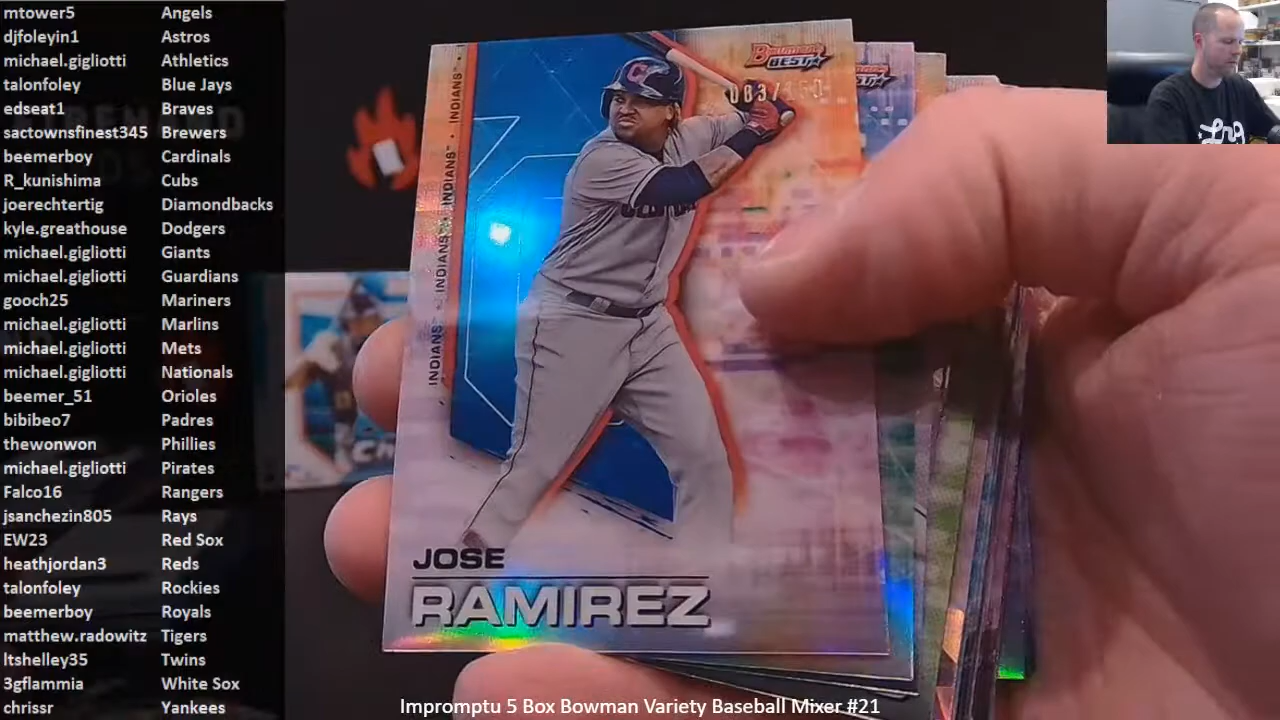 mtower5 Angels
djfoleyin1 Astros
michael.gigliotti Athletics
talonfoley Blue Jays
edseat1 Braves
sactownsfinest345 Brewers
beemerboy Cardinals
R_kunishima Cubs
joerechtertig Diamondbacks
kyle.greathouse Dodgers
michael.gigliotti Giants
michael.gigliotti Guardians
gooch25 Mariners
michael.gigliotti Marlins
michael.gigliotti Mets
michael.gigliotti Nationals
beemer_51 Orioles
bibibeo7 Padres
thewonwon Phillies
michael.gigliotti Pirates
Falco16 Rangers
jsanchezin805 Rays
EW23 Red Sox
heathjordan3 Reds
talonfoley Rockies
beemerboy Royals
matthew.radowitz Tigers
ltshelley35 Twins
3gflammia White Sox
chrissr Yankees
Bowman's
BEST
INDIANS • INDIANS • INDIANS • INDIANS
JOSE
RAMIREZ
Impromptu 5 Box Bowman Variety Baseball Mixer #21